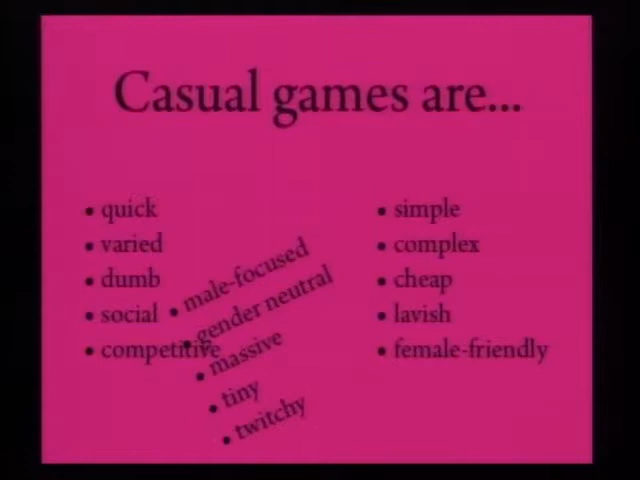 Casual games are...
• quick
• varied
• dumb
• social
• competitive
• male-focused
• gender neutral
• massive
• tiny
• twitchy
• simple
• complex
• cheap
• lavish
• female-friendly